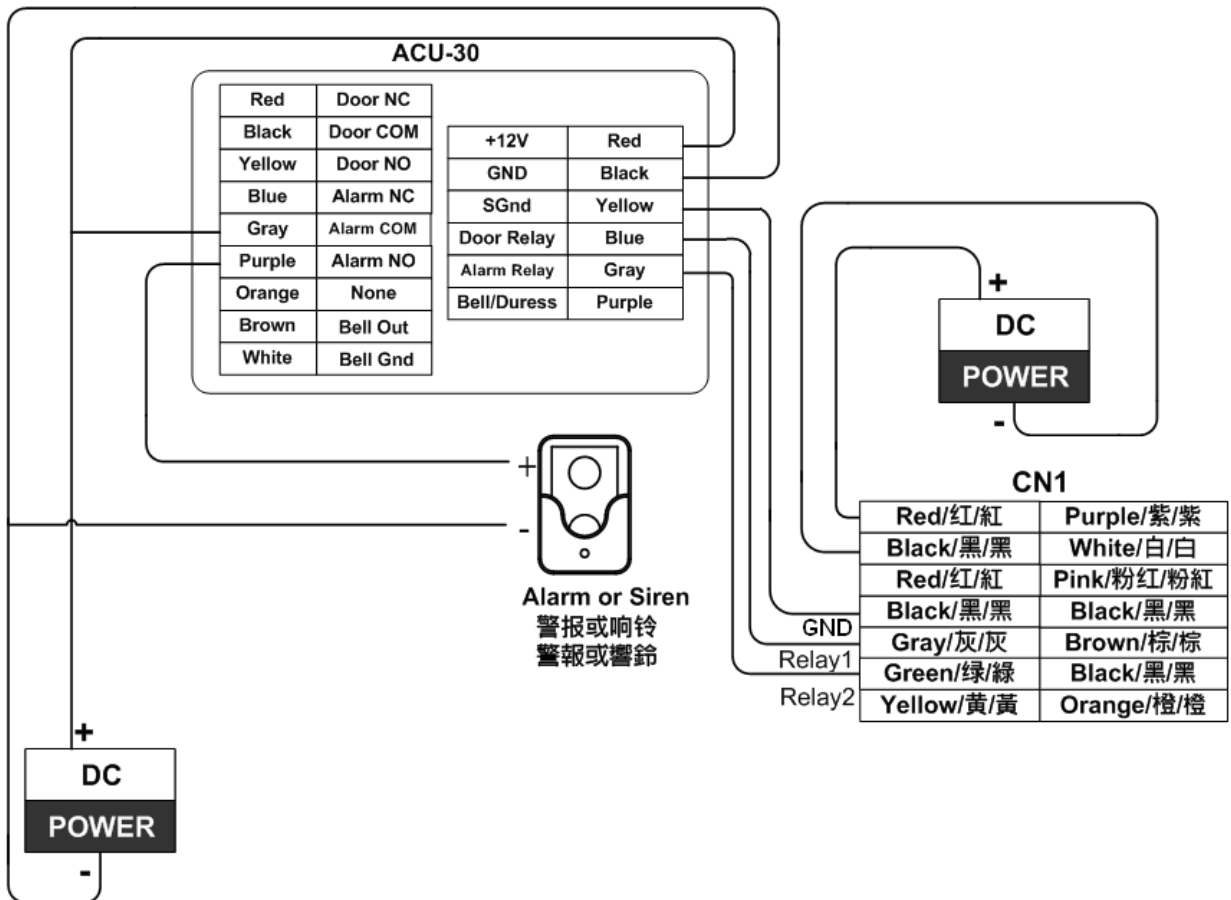 ACU-30
Red Door NC
Black Door COM
Yellow Door NO
Blue Alarm NC
Gray Alarm COM
Purple Alarm NO
Orange None
Brown Bell Out
White Bell Gnd
+12V Red
GND Black
SGnd Yellow
Door Relay Blue
Alarm Relay Gray
Bell/Duress Purple
+
DC
POWER
-
+
-
Alarm or Siren
警报或响铃
警報或響鈴
CN1
Red/红/紅 Purple/紫/紫
Black/黑/黑 White/白/白
Red/红/紅 Pink/粉红/粉紅
Black/黑/黑 Black/黑/黑
GND
Gray/灰/灰 Brown/棕/棕
Relay1
Green/绿/綠 Black/黑/黑
Relay2
Yellow/黄/黃 Orange/橙/橙
+
DC
POWER
-